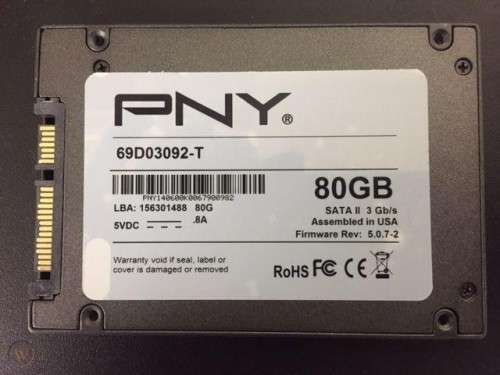 PNY®
69D03092-T
PNY140600K0067900982
80GB
LBA: 156301488 80G
5VDC .8A
SATA II 3 Gb/s
Assembled in USA
Firmware Rev: 5.0.7-2
Warranty void if seal, label or
cover is damaged or removed
RoHS FC CE